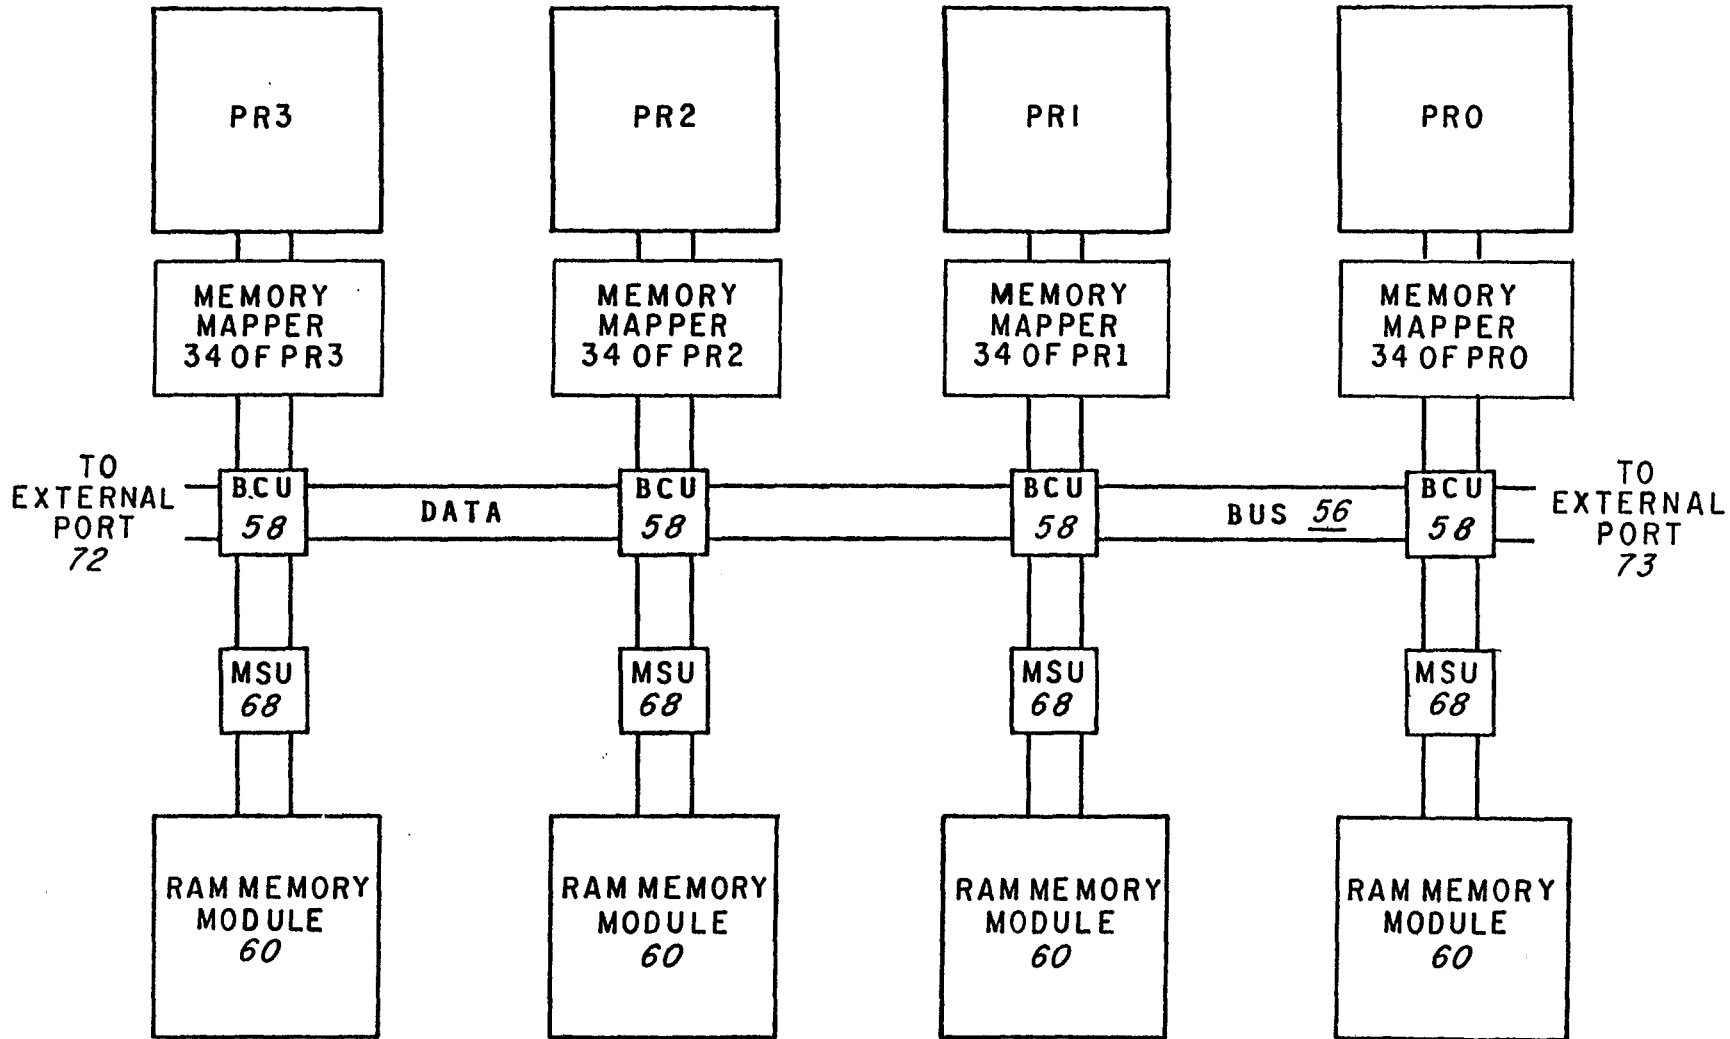 PR3
PR2
PR1
PR0
MEMORY
MAPPER
34 OF PR3
MEMORY
MAPPER
34 OF PR2
MEMORY
MAPPER
34 OF PR1
MEMORY
MAPPER
34 OF PR0
TO
EXTERNAL
PORT
72
BCU
58
DATA
BCU
58
BCU
58
BUS 56
BCU
58
TO
EXTERNAL
PORT
73
MSU
68
MSU
68
MSU
68
MSU
68
RAM MEMORY
MODULE
60
RAM MEMORY
MODULE
60
RAM MEMORY
MODULE
60
RAM MEMORY
MODULE
60